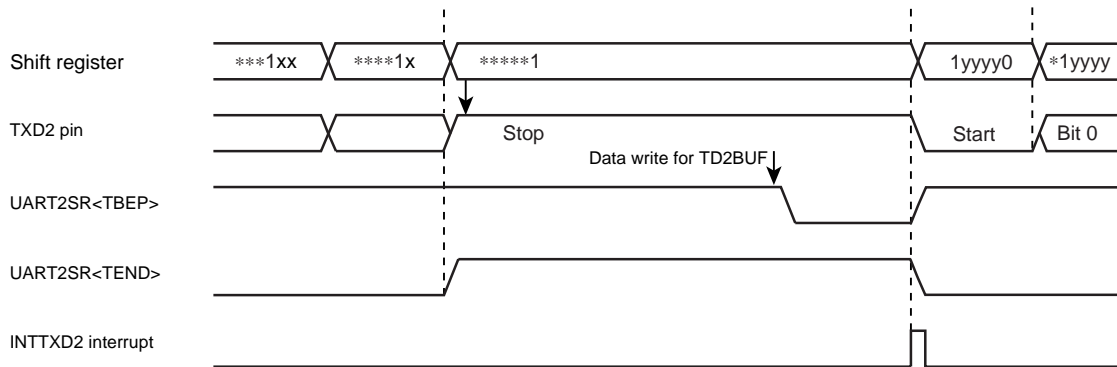 Shift register ***1xx ****1x *****1 1yyyy0 *1yyyy
TXD2 pin Stop Start Bit 0
Data write for TD2BUF
UART2SR<TBEP>
UART2SR<TEND>
INTTXD2 interrupt